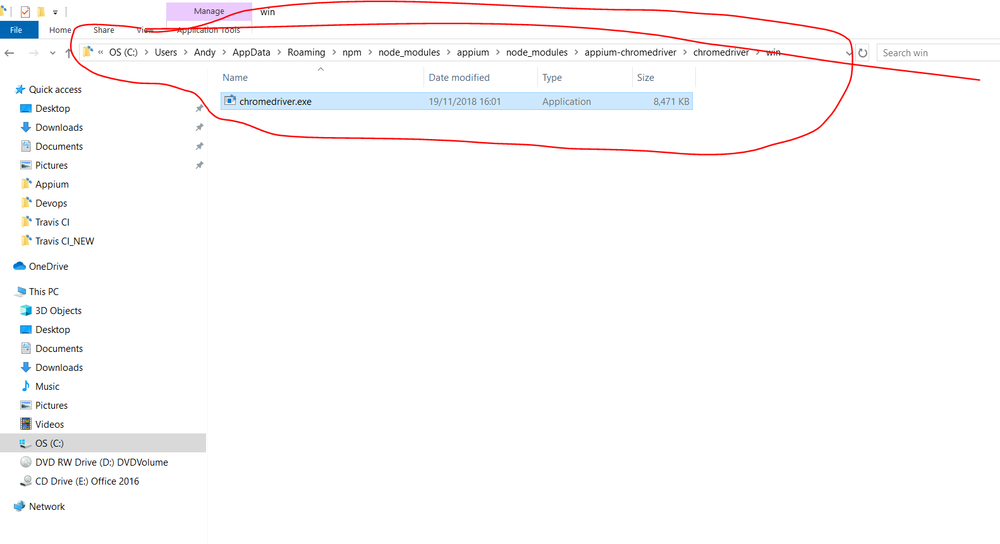 Manage win
File Home Share View Application Tools
« OS (C:) > Users > Andy > AppData > Roaming > npm > node_modules > appium > node_modules > appium-chromedriver > chromedriver > win Search win
Name Date modified Type Size
chromedriver.exe 19/11/2018 16:01 Application 8,471 KB
Quick access
Desktop
Downloads
Documents
Pictures
Appium
Devops
Travis CI
Travis CI_NEW
OneDrive
This PC
3D Objects
Desktop
Documents
Downloads
Music
Pictures
Videos
OS (C:)
DVD RW Drive (D:) DVDVolume
CD Drive (E:) Office 2016
Network